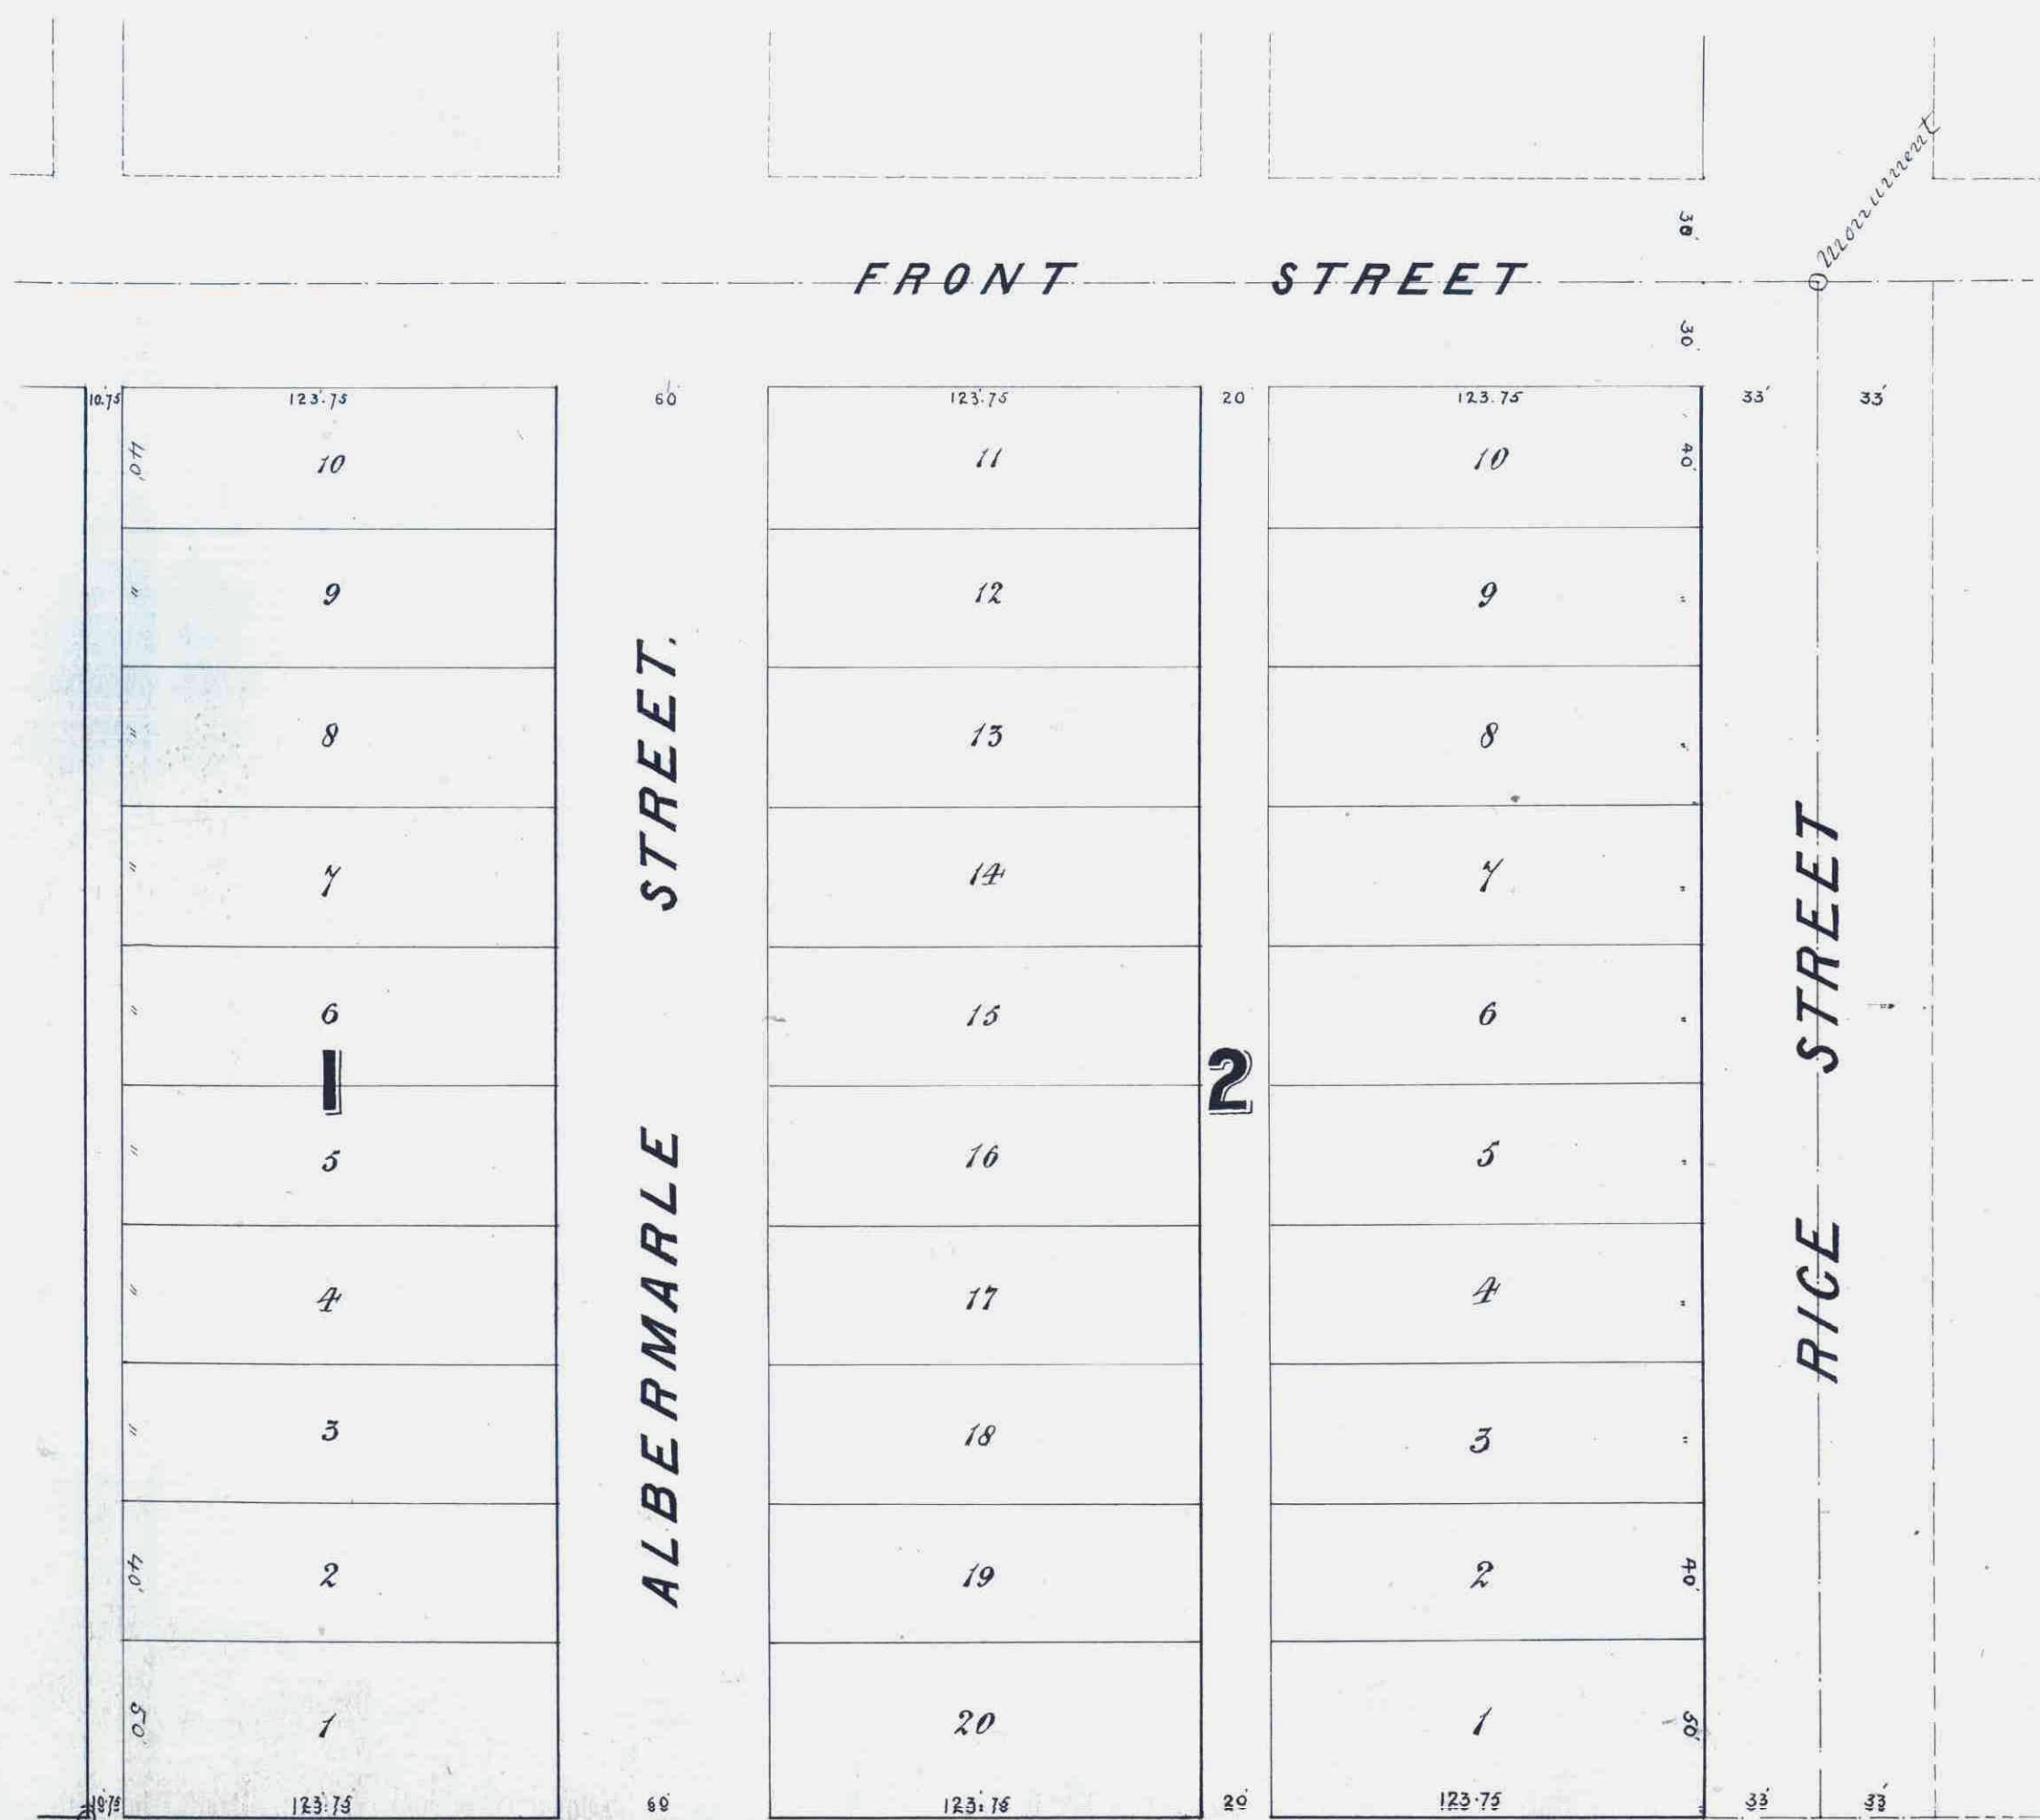 Monument
30'
FRONT STREET
30'
10.75 123.75 60' 123.75 20 123.75 33' 33'
40' 10 11 10 40'
" 9 12 9 "
" 8 13 8 "
" 7 14 7 "
" 6 15 6 "
1 2
" 5 16 5 "
" 4 17 4 "
" 3 18 3 "
40' 2 19 2 40'
50' 1 20 1 50'
10.75 123.75 60' 123.75 20' 123.75 33' 33'
ALBERMARLE STREET.
RICE STREET